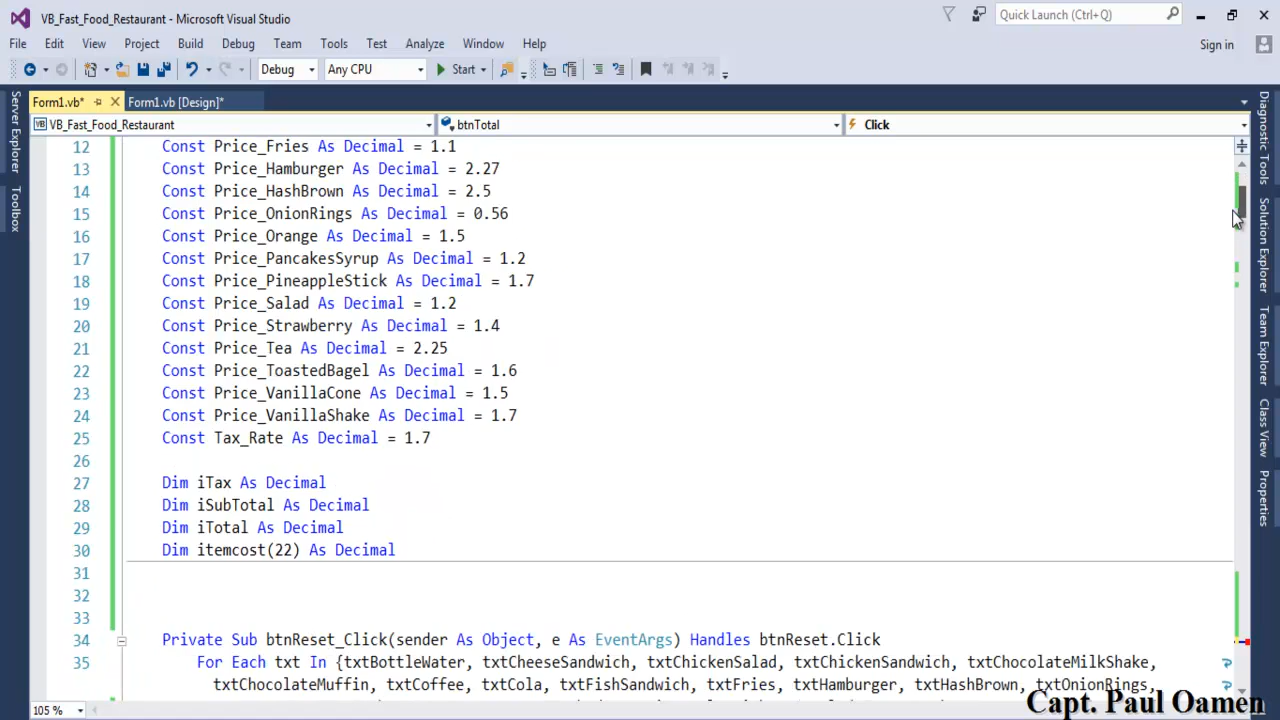 VB_Fast_Food_Restaurant - Microsoft Visual Studio
Quick Launch (Ctrl+Q)
File Edit View Project Build Debug Team Tools Test Analyze Window Help
Sign in
Debug Any CPU Start
Form1.vb* Form1.vb [Design]*
VB VB_Fast_Food_Restaurant btnTotal Click
12 Const Price_Fries As Decimal = 1.1
13 Const Price_Hamburger As Decimal = 2.27
14 Const Price_HashBrown As Decimal = 2.5
15 Const Price_OnionRings As Decimal = 0.56
16 Const Price_Orange As Decimal = 1.5
17 Const Price_PancakesSyrup As Decimal = 1.2
18 Const Price_PineappleStick As Decimal = 1.7
19 Const Price_Salad As Decimal = 1.2
20 Const Price_Strawberry As Decimal = 1.4
21 Const Price_Tea As Decimal = 2.25
22 Const Price_ToastedBagel As Decimal = 1.6
23 Const Price_VanillaCone As Decimal = 1.5
24 Const Price_VanillaShake As Decimal = 1.7
25 Const Tax_Rate As Decimal = 1.7
26
27 Dim iTax As Decimal
28 Dim iSubTotal As Decimal
29 Dim iTotal As Decimal
30 Dim itemcost(22) As Decimal
31
32
33
34 Private Sub btnReset_Click(sender As Object, e As EventArgs) Handles btnReset.Click
35 For Each txt In {txtBottleWater, txtCheeseSandwich, txtChickenSalad, txtChickenSandwich, txtChocolateMilkShake,
txtChocolateMuffin, txtCoffee, txtCola, txtFishSandwich, txtFries, txtHamburger, txtHashBrown, txtOnionRings,
105 %
Server Explorer
Toolbox
Diagnostic Tools
Solution Explorer
Team Explorer
Class View
Properties
Capt. Paul Oamen